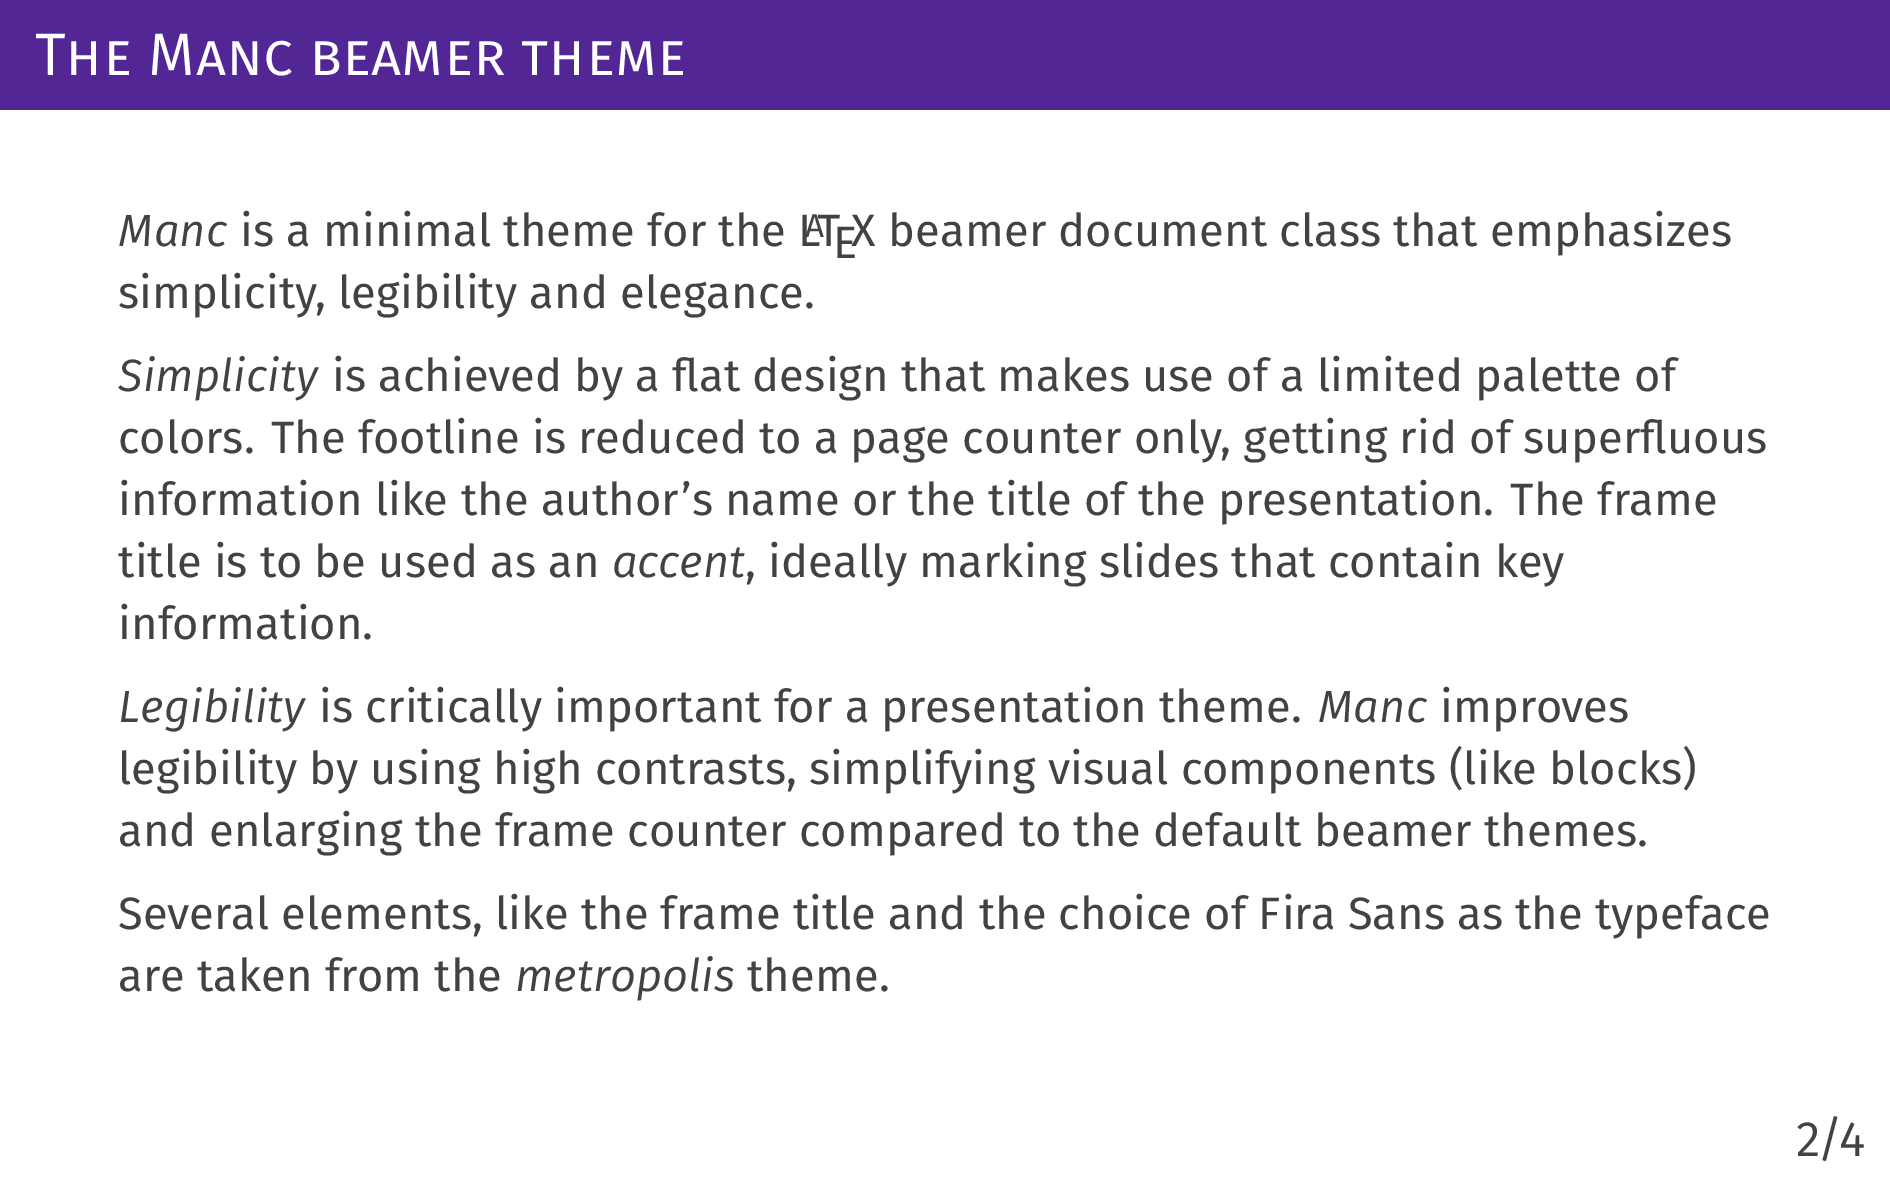 The Manc beamer theme
Manc is a minimal theme for the LATEX beamer document class that emphasizes
simplicity, legibility and elegance.
Simplicity is achieved by a flat design that makes use of a limited palette of
colors. The footline is reduced to a page counter only, getting rid of superfluous
information like the author’s name or the title of the presentation. The frame
title is to be used as an accent, ideally marking slides that contain key
information.
Legibility is critically important for a presentation theme. Manc improves
legibility by using high contrasts, simplifying visual components (like blocks)
and enlarging the frame counter compared to the default beamer themes.
Several elements, like the frame title and the choice of Fira Sans as the typeface
are taken from the metropolis theme.
2/4